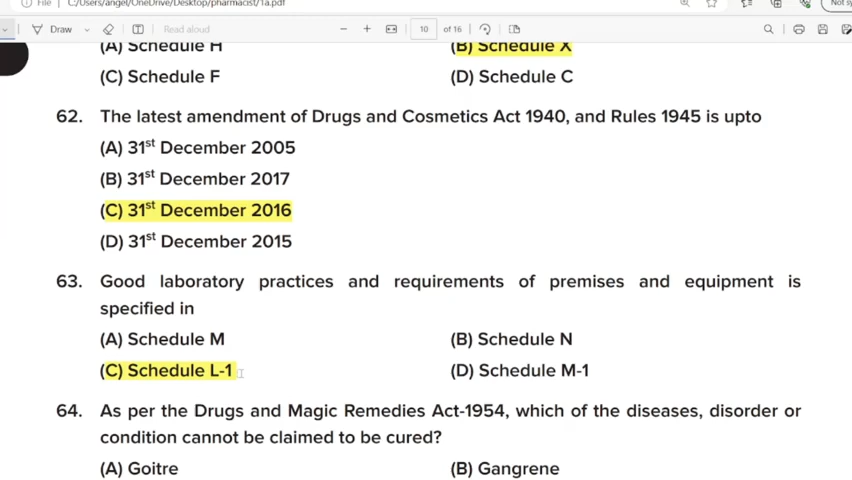 C:/Users/angel/OneDrive/Desktop/pharmacist/1a.pdf
Not sy
Draw
Read aloud
10 of 16
(A) Schedule H (B) Schedule X
(C) Schedule F (D) Schedule C
62. The latest amendment of Drugs and Cosmetics Act 1940, and Rules 1945 is upto
(A) 31st December 2005
(B) 31st December 2017
(C) 31st December 2016
(D) 31st December 2015
63. Good laboratory practices and requirements of premises and equipment is
specified in
(A) Schedule M (B) Schedule N
(C) Schedule L-1 (D) Schedule M-1
64. As per the Drugs and Magic Remedies Act-1954, which of the diseases, disorder or
condition cannot be claimed to be cured?
(A) Goitre (B) Gangrene